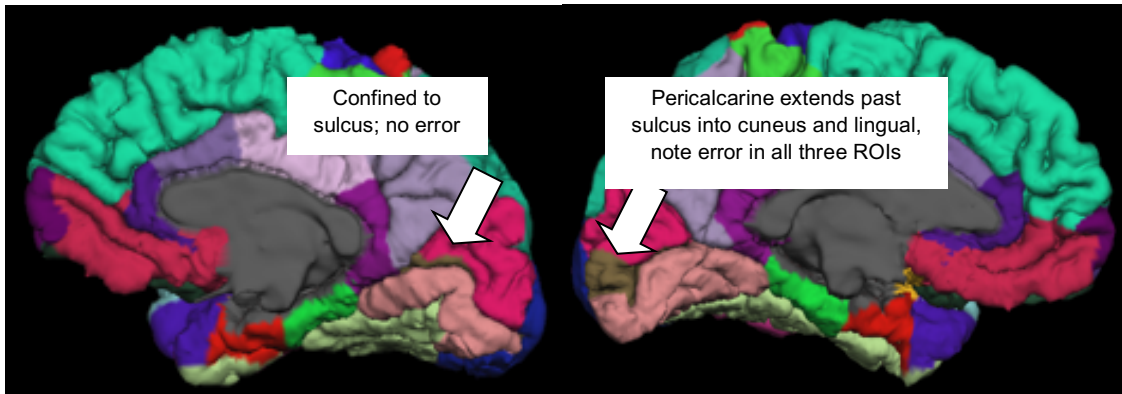 Confined to
sulcus; no error
Pericalcarine extends past
sulcus into cuneus and lingual,
note error in all three ROIs